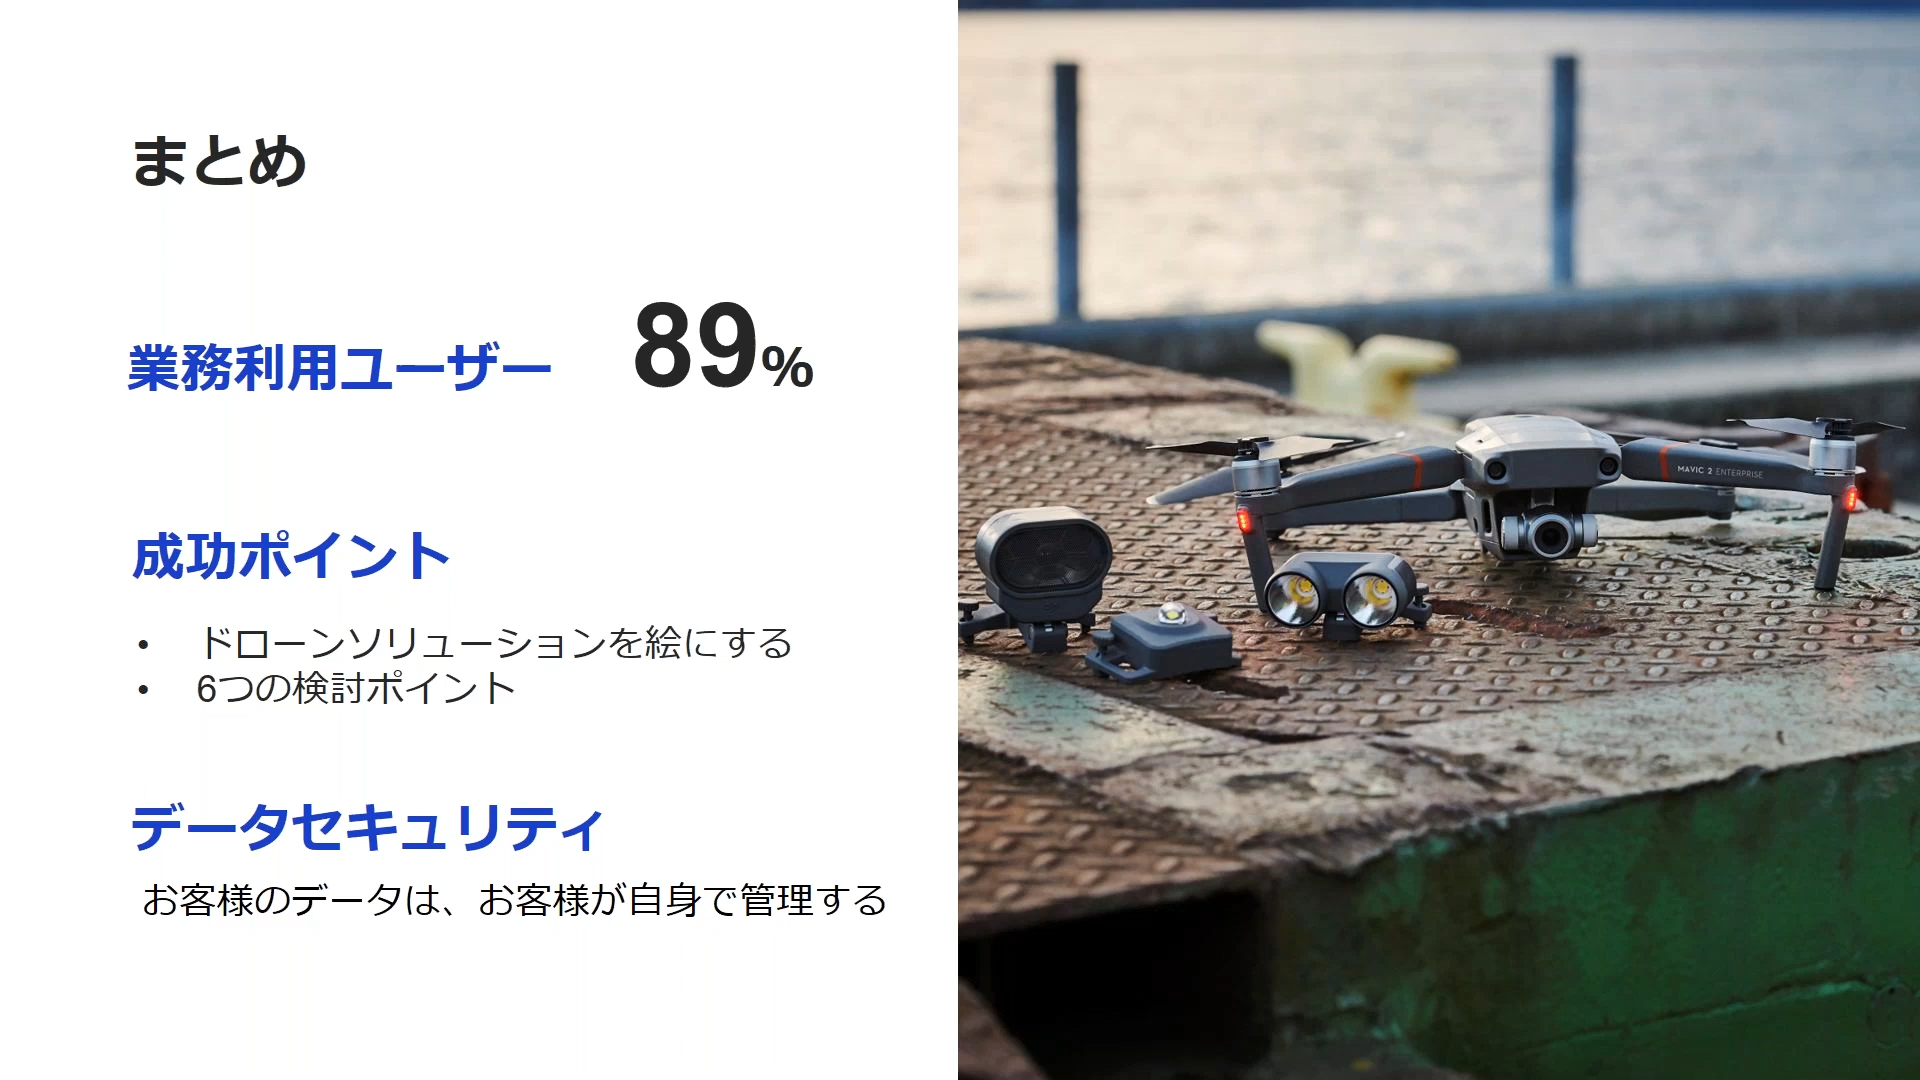 まとめ
業務利用ユーザー 89%
成功ポイント
• ドローンソリューションを絵にする
• 6つの検討ポイント
データセキュリティ
お客様のデータは、お客様が自身で管理する
MAVIC 2 ENTERPRISE